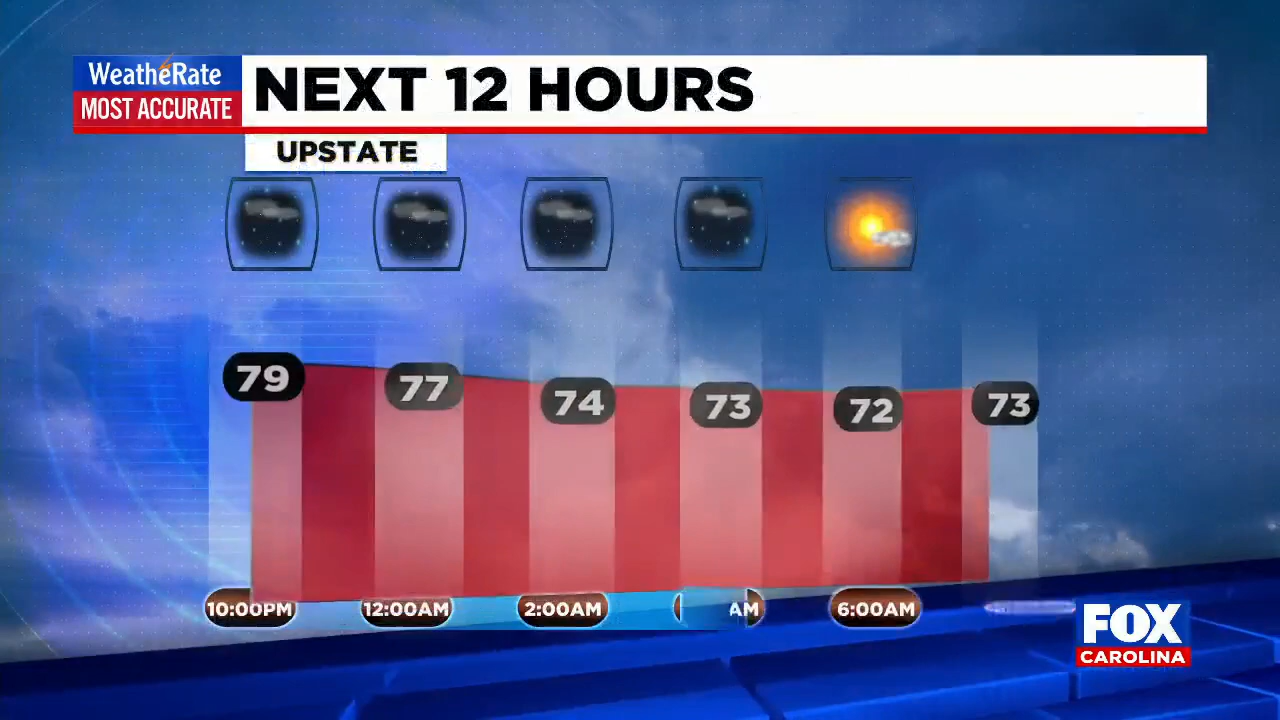 WeatheRate
MOST ACCURATE
NEXT 12 HOURS
UPSTATE
79
77
74
73
72
73
10:00PM
12:00AM
2:00AM
AM
6:00AM
FOX
CAROLINA